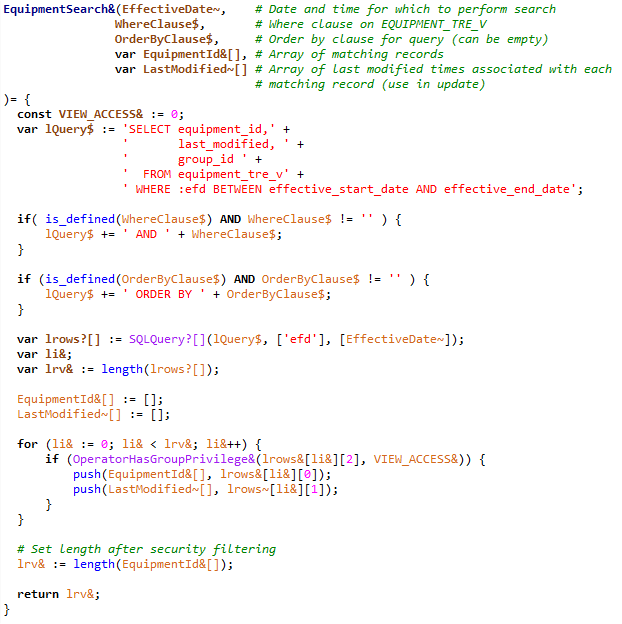 EquipmentSearch&(EffectiveDate~,    # Date and time for which to perform search
                WhereClause$,       # Where clause on EQUIPMENT_TRE_V
                OrderByClause$,     # Order by clause for query (can be empty)
                var EquipmentId&[], # Array of matching records
                var LastModified~[] # Array of last modified times associated with each
                                    # matching record (use in update)
)= {
  const VIEW_ACCESS& := 0;
  var lQuery$ := 'SELECT equipment_id,' +
                 '       last_modified, ' +
                 '       group_id ' +
                 '  FROM equipment_tre_v' +
                 ' WHERE :efd BETWEEN effective_start_date AND effective_end_date';
  if( is_defined(WhereClause$) AND WhereClause$ != '' ) {
      lQuery$ += ' AND ' + WhereClause$;
  }
  if (is_defined(OrderByClause$) AND OrderByClause$ != '' ) {
      lQuery$ += ' ORDER BY ' + OrderByClause$;
  }
  var lrows?[] := SQLQuery?[](lQuery$, ['efd'], [EffectiveDate~]);
  var li&;
  var lrv& := length(lrows?[]);
  EquipmentId&[] := [];
  LastModified~[] := [];
  for (li& := 0; li& < lrv&; li&++) {
      if (OperatorHasGroupPrivilege&(lrows&[li&][2], VIEW_ACCESS&)) {
          push(EquipmentId&[], lrows&[li&][0]);
          push(LastModified~[], lrows~[li&][1]);
      }
  }
  # Set length after security filtering
  lrv& := length(EquipmentId&[]);
  return lrv&;
}